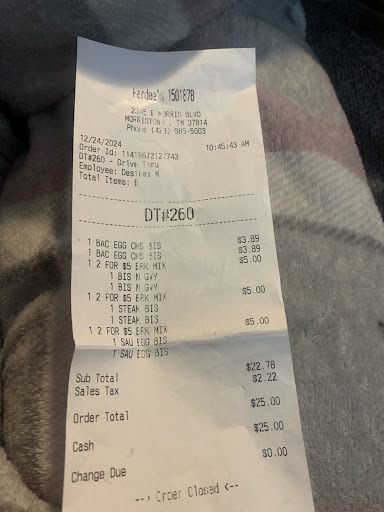 Hardee's 1501878
2345 E MORRIS BLVD
MORRISTOWN , TN 37814
Phone (423) 585-5003
12/24/2024 10:45:43 AM
Order Id: 11419672127743
DT#260 - Drive Thru
Employee: Desirae M
Total Items: 8
DT#260
1 BAC EGG CHS BIS $3.89
1 BAC EGG CHS BIS $3.89
1 2 FOR $5 BRK MIX $5.00
1 BIS N GVY
1 BIS N GVY
1 2 FOR $5 BRK MIX $5.00
1 STEAK BIS
1 STEAK BIS
1 2 FOR $5 BRK MIX $5.00
1 SAU EGG BIS
1 SAU EGG BIS
Sub Total $22.78
Sales Tax $2.22
Order Total $25.00
Cash $25.00
Change Due $0.00
--> Order Closed <--